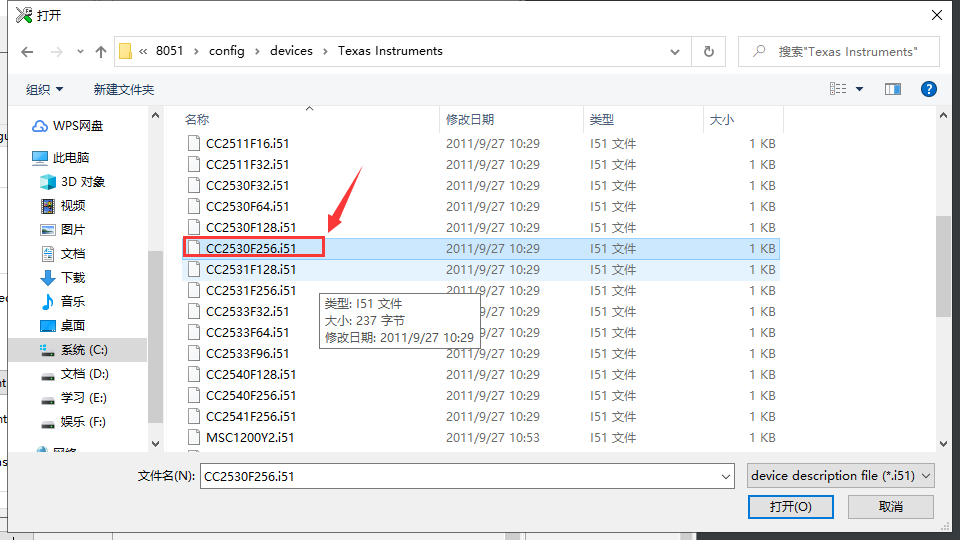 打开
« 8051 › config › devices › Texas Instruments
搜索"Texas Instruments"
组织
新建文件夹
WPS网盘
此电脑
3D 对象
视频
图片
文档
下载
音乐
桌面
系统 (C:)
文档 (D:)
学习 (E:)
娱乐 (F:)
网络
名称 修改日期 类型 大小
CC2511F16.i51 2011/9/27 10:29 I51 文件 1 KB
CC2511F32.i51 2011/9/27 10:29 I51 文件 1 KB
CC2530F32.i51 2011/9/27 10:29 I51 文件 1 KB
CC2530F64.i51 2011/9/27 10:29 I51 文件 1 KB
CC2530F128.i51 2011/9/27 10:29 I51 文件 1 KB
CC2530F256.i51 2011/9/27 10:29 I51 文件 1 KB
CC2531F128.i51 2011/9/27 10:29 I51 文件 1 KB
CC2531F256.i51 2011/9/27 10:29 I51 文件 1 KB
CC2533F32.i51 2011/9/27 10:29 I51 文件 1 KB
CC2533F64.i51 2011/9/27 10:29 I51 文件 1 KB
CC2533F96.i51 2011/9/27 10:29 I51 文件 1 KB
CC2540F128.i51 2011/9/27 10:29 I51 文件 1 KB
CC2540F256.i51 2011/9/27 10:29 I51 文件 1 KB
CC2541F256.i51 2011/9/27 10:29 I51 文件 1 KB
MSC1200Y2.i51 2011/9/27 10:53 I51 文件 1 KB
类型: I51 文件
大小: 237 字节
修改日期: 2011/9/27 10:29
文件名(N): CC2530F256.i51 device description file (*.i51)
打开(O) 取消